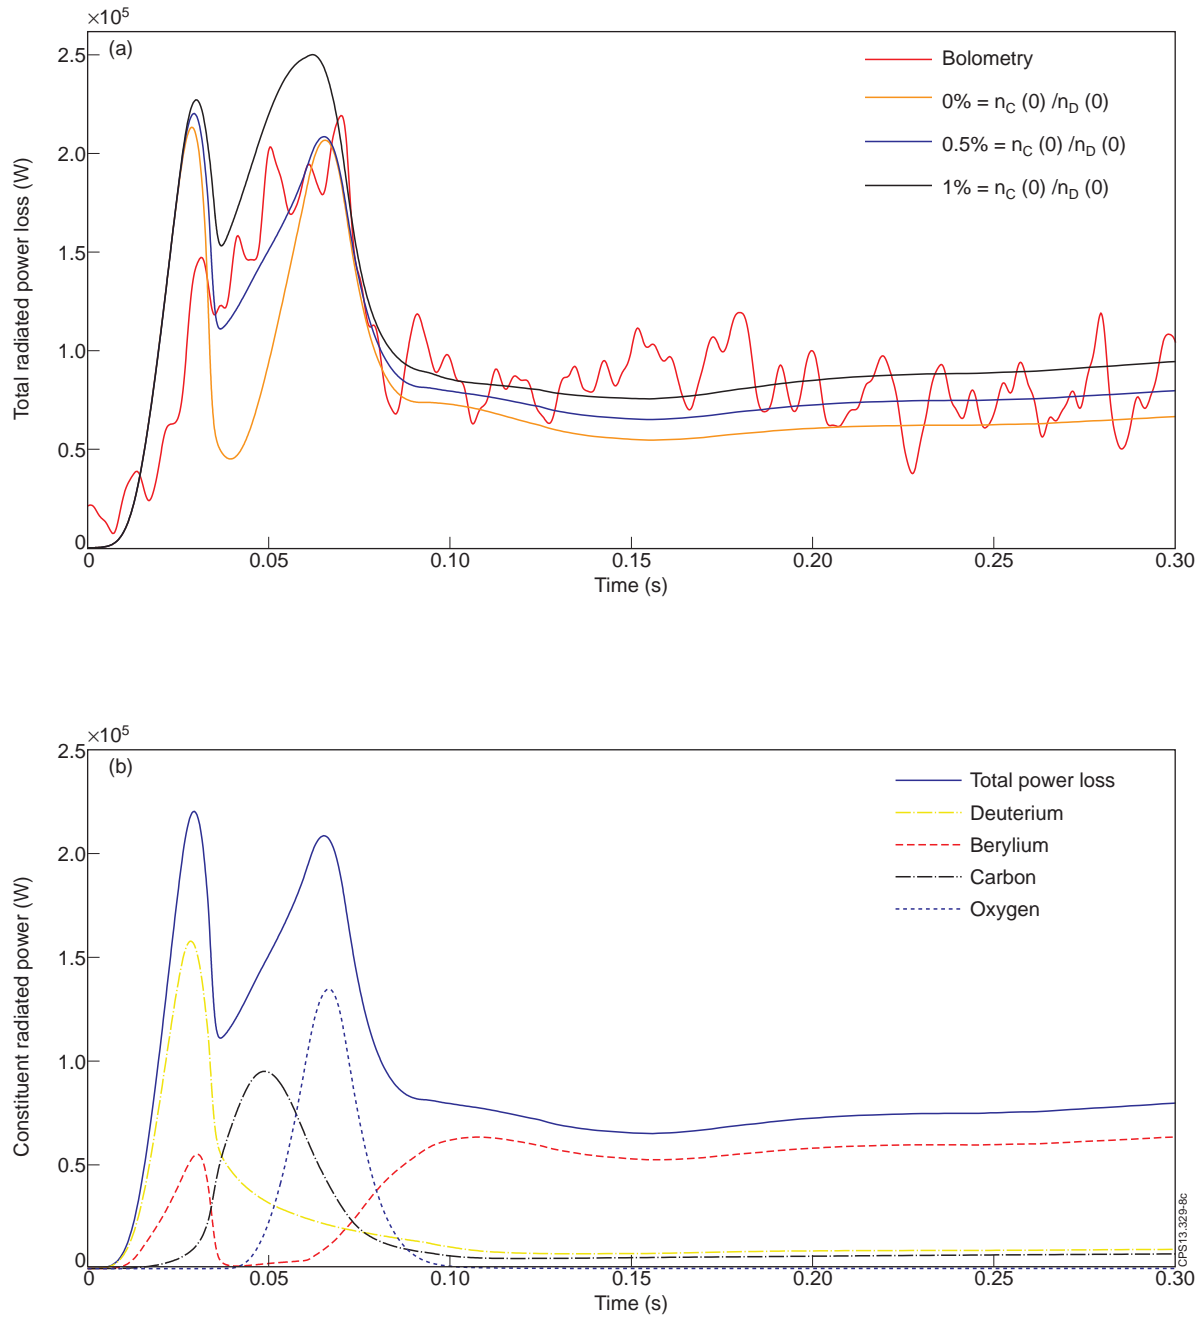 ×10⁵
(a)
2.5
2.0
1.5
1.0
0.5
0
Total radiated power loss (W)
Bolometry
0% = n_C (0) /n_D (0)
0.5% = n_C (0) /n_D (0)
1% = n_C (0) /n_D (0)
0 0.05 0.10 0.15 0.20 0.25 0.30
Time (s)
×10⁵
(b)
2.5
2.0
1.5
1.0
0.5
0
Constituent radiated power (W)
Total power loss
Deuterium
Berylium
Carbon
Oxygen
CPS13.329-8c
0 0.05 0.10 0.15 0.20 0.25 0.30
Time (s)